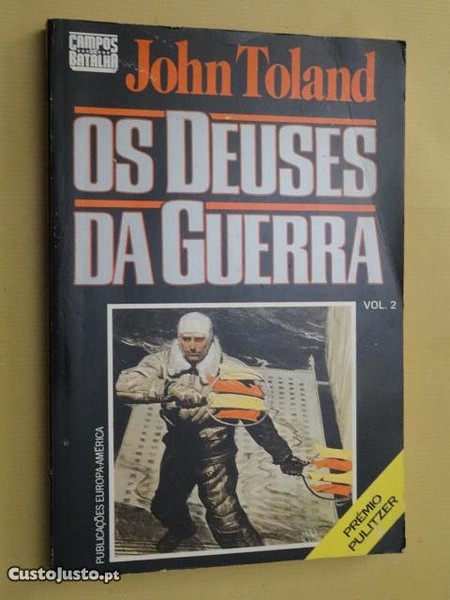 CAMPOS
DE
BATALHA
John Toland
OS DEUSES
DA GUERRA
VOL. 2
PUBLICAÇÕES EUROPA-AMÉRICA
PRÉMIO
PULITZER
CustoJusto.pt